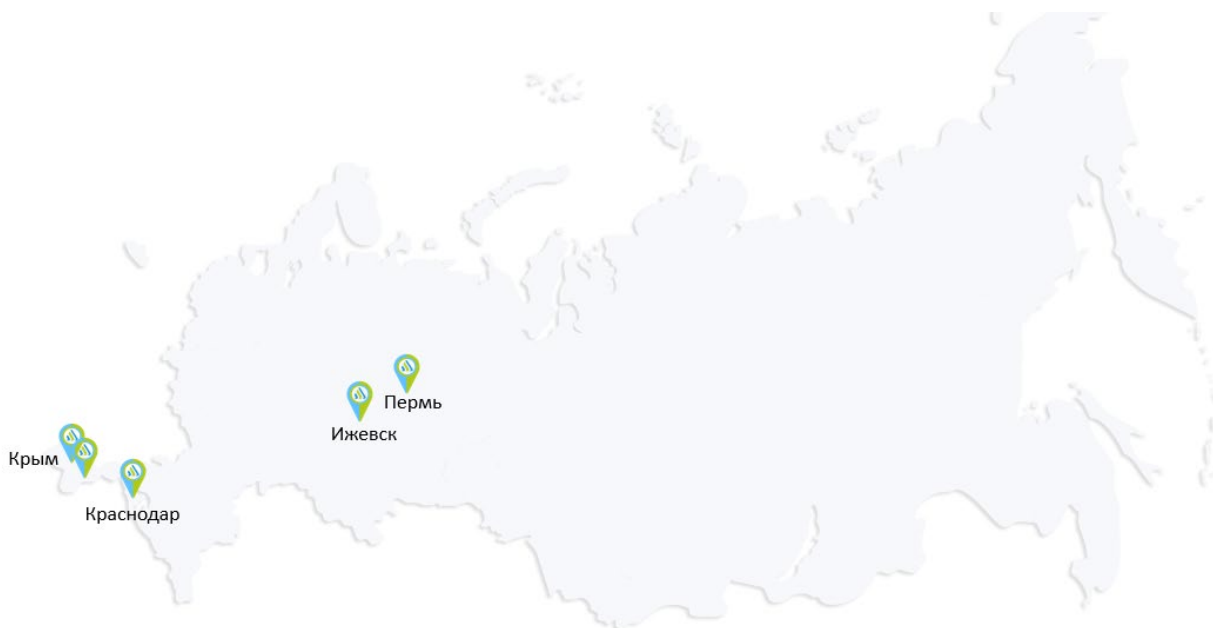 Пермь
Ижевск
Крым
Краснодар